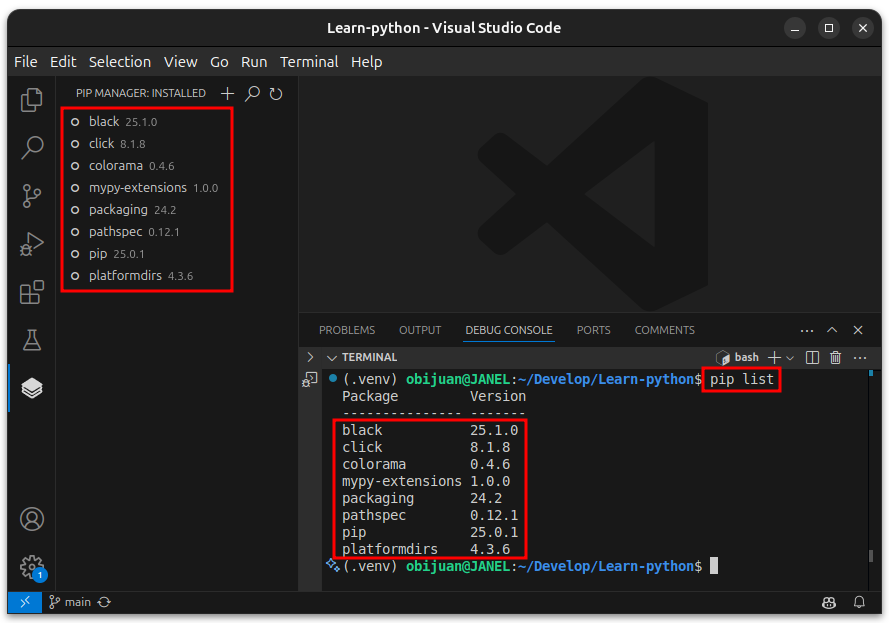 Learn-python - Visual Studio Code
File Edit Selection View Go Run Terminal Help
PIP MANAGER: INSTALLED
black 25.1.0
click 8.1.8
colorama 0.4.6
mypy-extensions 1.0.0
packaging 24.2
pathspec 0.12.1
pip 25.0.1
platformdirs 4.3.6
PROBLEMS OUTPUT DEBUG CONSOLE PORTS COMMENTS
TERMINAL bash
(.venv) obijuan@JANEL:~/Develop/Learn-python$ pip list
Package Version
--------------- -------
black 25.1.0
click 8.1.8
colorama 0.4.6
mypy-extensions 1.0.0
packaging 24.2
pathspec 0.12.1
pip 25.0.1
platformdirs 4.3.6
(.venv) obijuan@JANEL:~/Develop/Learn-python$
1
main